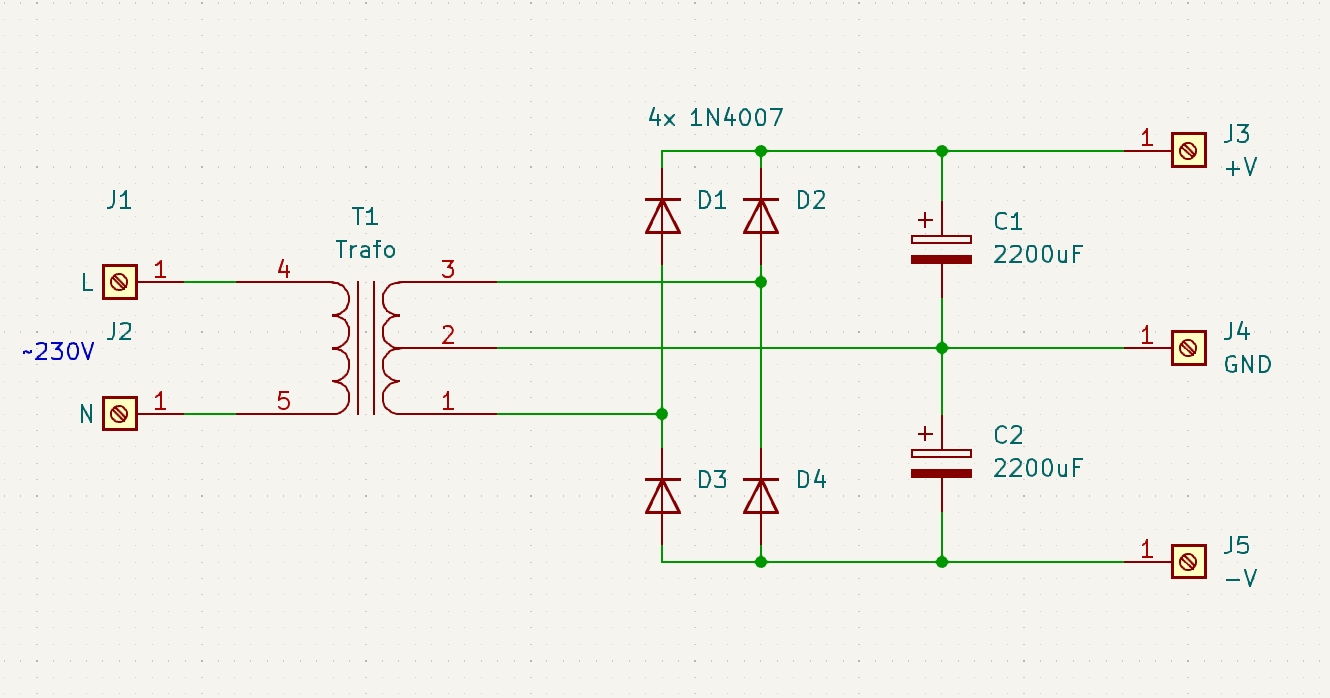 4x 1N4007
J1
L
1
J2
~230V
N
1
T1
Trafo
4
5
3
2
1
D1
D2
D3
D4
+
C1
2200uF
+
C2
2200uF
1
J3
+V
1
J4
GND
1
J5
-V